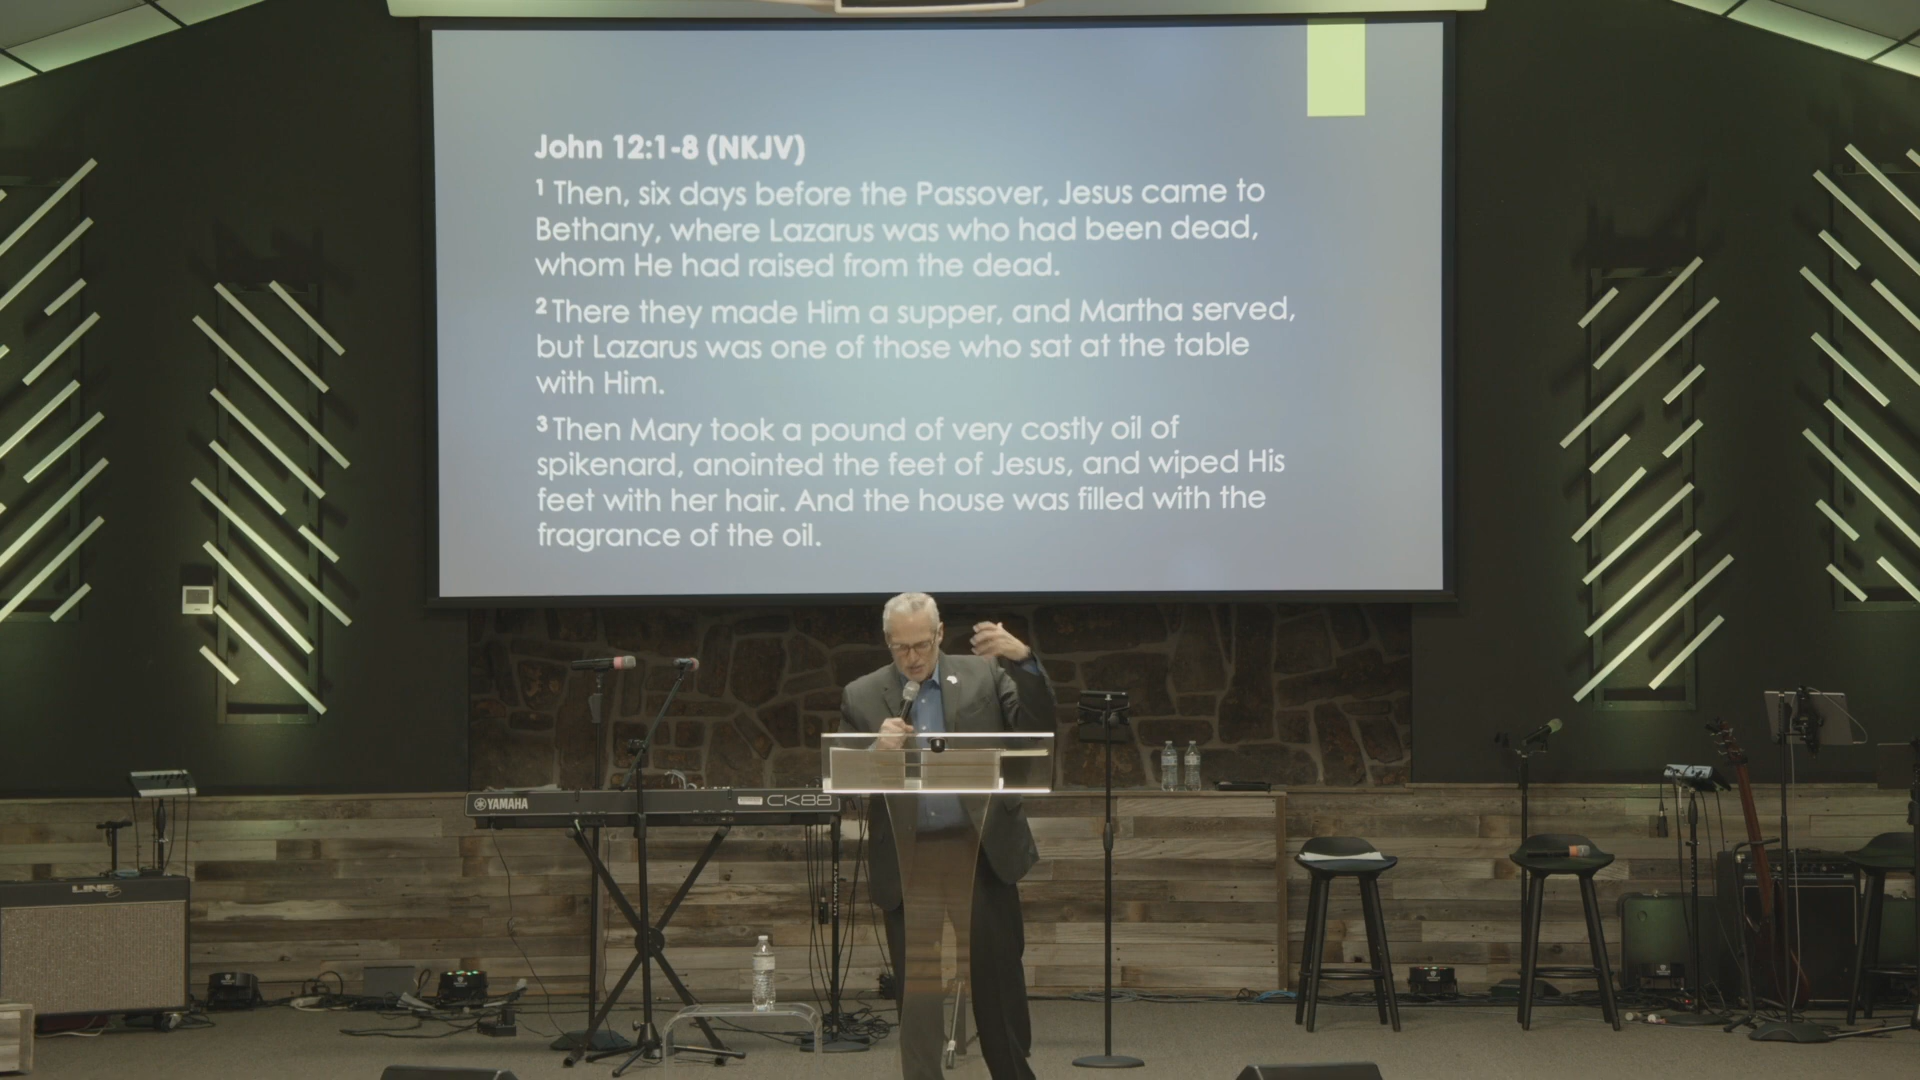 John 12:1-8 (NKJV)
1 Then, six days before the Passover, Jesus came to
Bethany, where Lazarus was who had been dead,
whom He had raised from the dead.
2 There they made Him a supper, and Martha served,
but Lazarus was one of those who sat at the table
with Him.
3 Then Mary took a pound of very costly oil of
spikenard, anointed the feet of Jesus, and wiped His
feet with her hair. And the house was filled with the
fragrance of the oil.
YAMAHA
CK88
LINE 6
ULTIMATE